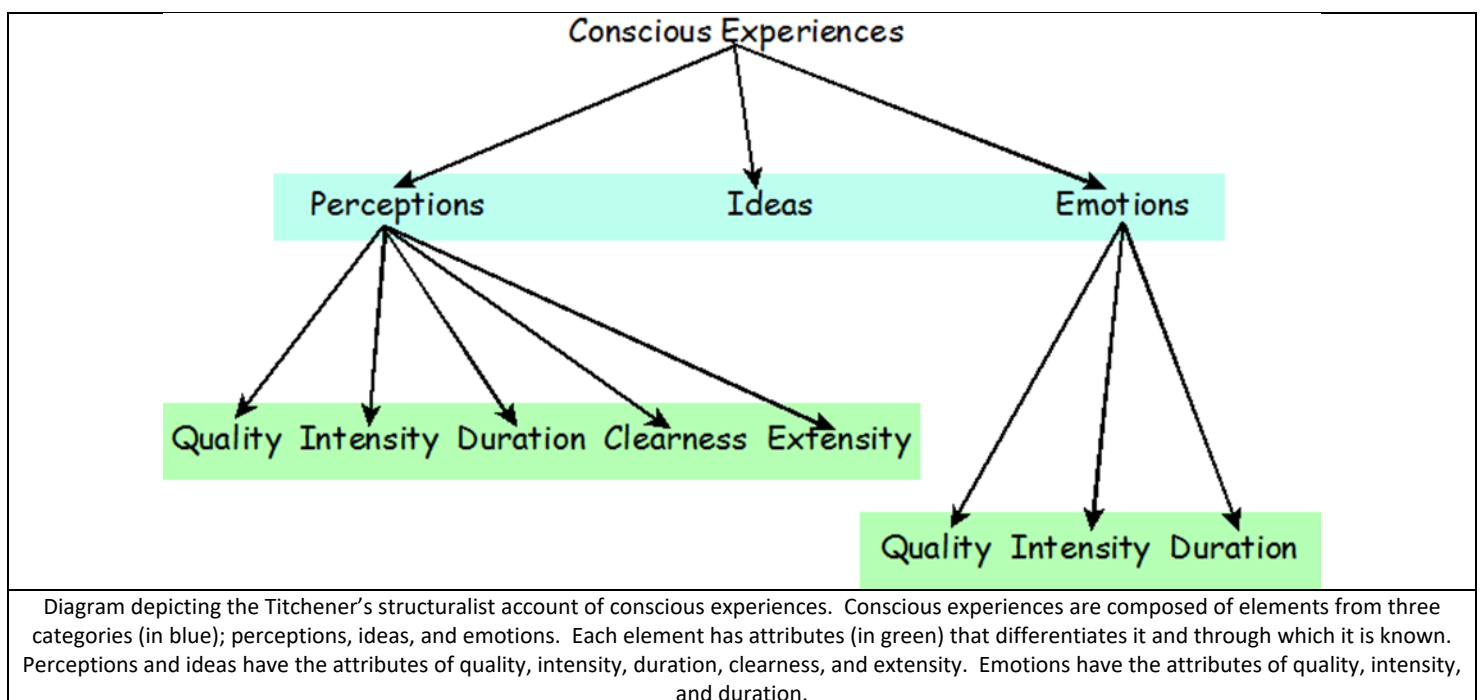 Conscious Experiences
Perceptions Ideas Emotions
Quality Intensity Duration Clearness Extensity
Quality Intensity Duration
Diagram depicting the Titchener’s structuralist account of conscious experiences.  Conscious experiences are composed of elements from three
categories (in blue); perceptions, ideas, and emotions.  Each element has attributes (in green) that differentiates it and through which it is known.
Perceptions and ideas have the attributes of quality, intensity, duration, clearness, and extensity.  Emotions have the attributes of quality, intensity,
and duration.